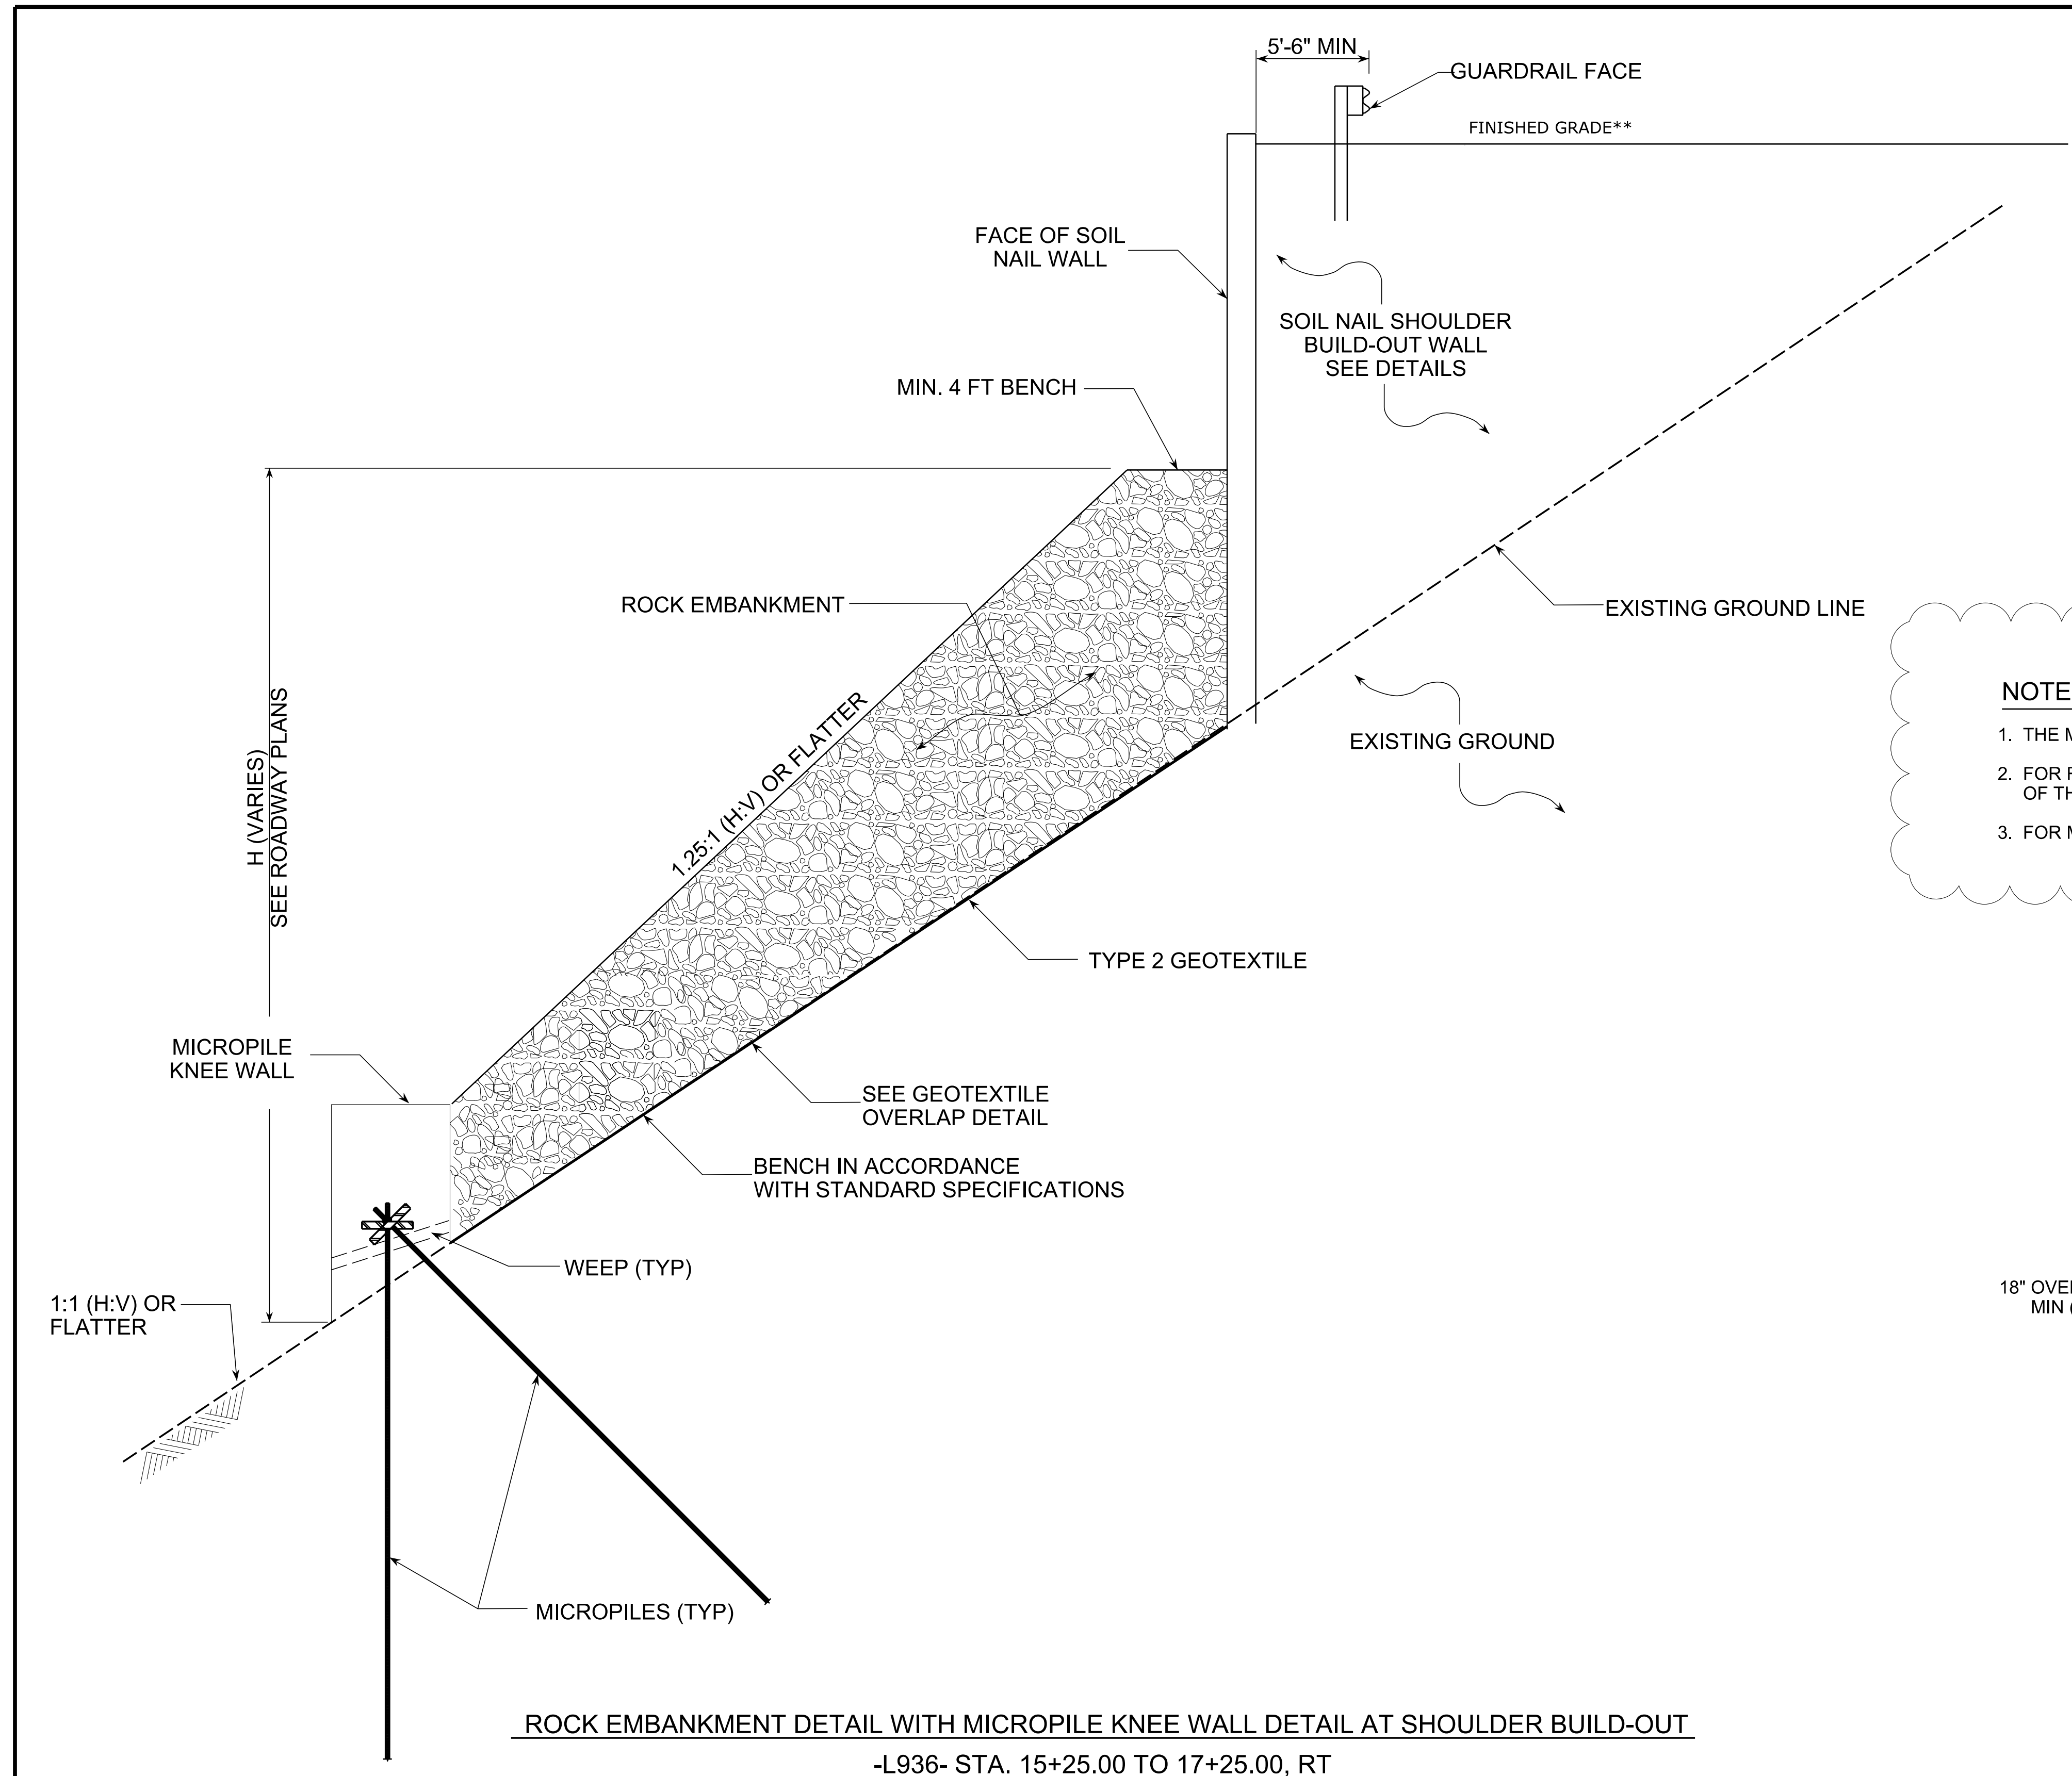 5'-6" MIN
GUARDRAIL FACE
FINISHED GRADE**
FACE OF SOIL
NAIL WALL
SOIL NAIL SHOULDER
BUILD-OUT WALL
SEE DETAILS
MIN. 4 FT BENCH
ROCK EMBANKMENT
EXISTING GROUND LINE
1.25:1 (H:V) OR FLATTER
H (VARIES)
SEE ROADWAY PLANS
EXISTING GROUND
NOTE
1. THE
2. FOR
OF
3. FOR
TYPE 2 GEOTEXTILE
MICROPILE
KNEE WALL
SEE GEOTEXTILE
OVERLAP DETAIL
BENCH IN ACCORDANCE
WITH STANDARD SPECIFICATIONS
WEEP (TYP)
1:1 (H:V) OR
FLATTER
18"
MIN
MICROPILES (TYP)
ROCK EMBANKMENT DETAIL WITH MICROPILE KNEE WALL DETAIL AT SHOULDER BUILD-OUT
-L936- STA. 15+25.00 TO 17+25.00, RT